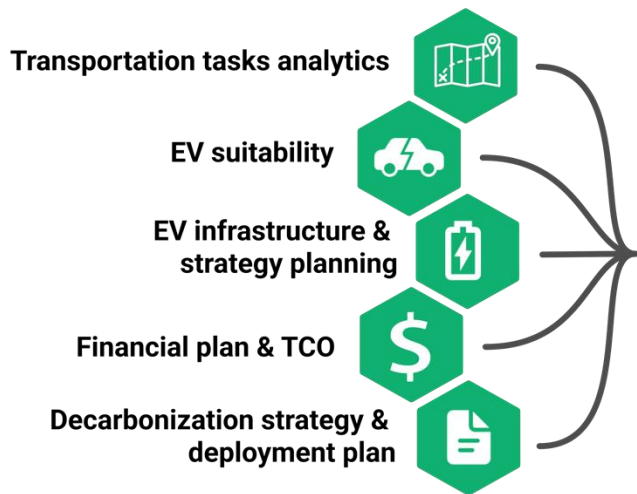 Transportation tasks analytics
EV suitability
EV infrastructure &
strategy planning
$
Financial plan & TCO
Decarbonization strategy &
deployment plan